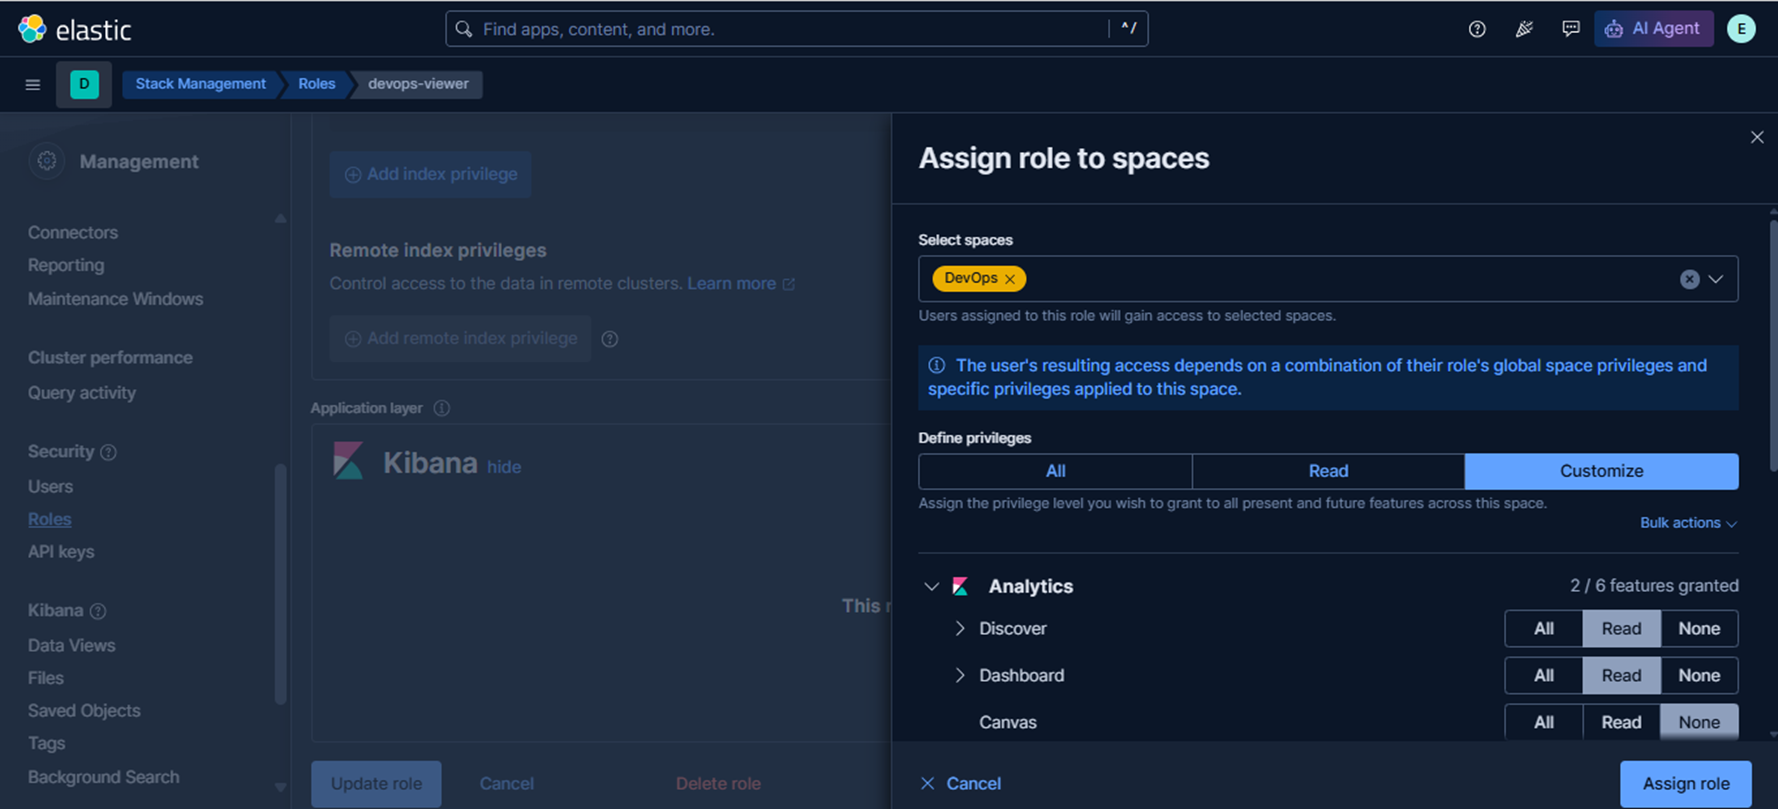 elastic
Find apps, content, and more.
^/
AI Agent
E
D
Stack Management
Roles
devops-viewer
Management
Connectors
Reporting
Maintenance Windows
Cluster performance
Query activity
Security
Users
Roles
API keys
Kibana
Data Views
Files
Saved Objects
Tags
Background Search
Add index privilege
Remote index privileges
Control access to the data in remote clusters. Learn more
Add remote index privilege
Application layer
Kibana hide
This
Update role
Cancel
Delete role
Assign role to spaces
Select spaces
DevOps
Users assigned to this role will gain access to selected spaces.
The user's resulting access depends on a combination of their role's global space privileges and
specific privileges applied to this space.
Define privileges
All Read Customize
Assign the privilege level you wish to grant to all present and future features across this space.
Bulk actions
Analytics 2 / 6 features granted
Discover All Read None
Dashboard All Read None
Canvas All Read None
Cancel
Assign role